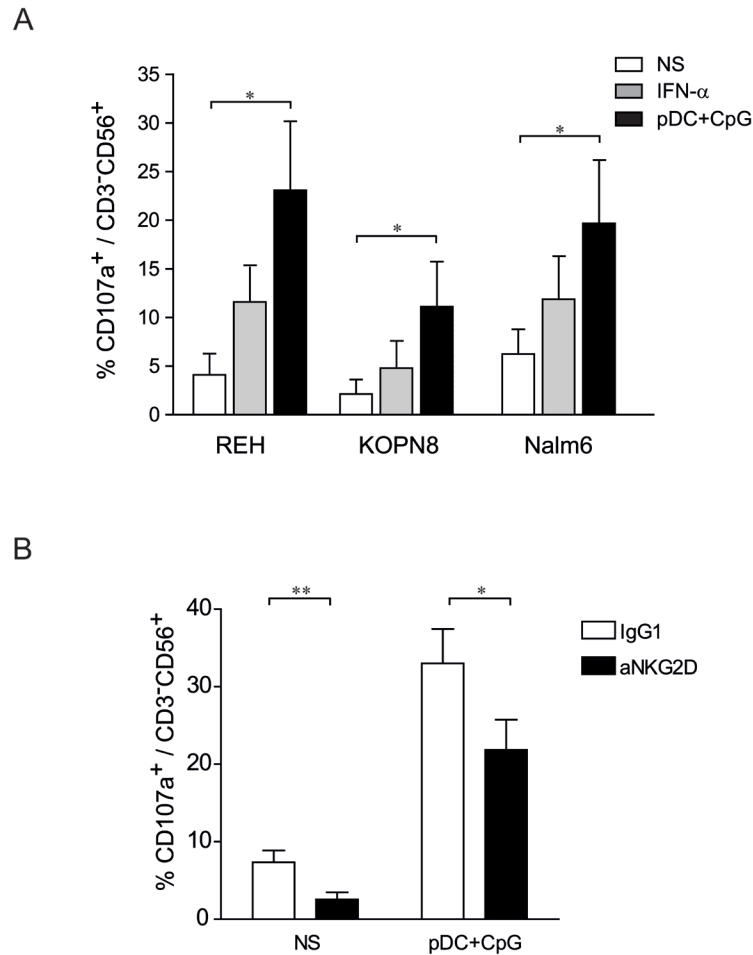 A
% CD107a⁺ / CD3⁻CD56⁺
35
30
25
20
15
10
5
0
*
*
*
NS
IFN-α
pDC+CpG
REH KOPN8 Nalm6
B
% CD107a⁺ / CD3⁻CD56⁺
40
30
20
10
0
** *
IgG1
aNKG2D
NS pDC+CpG